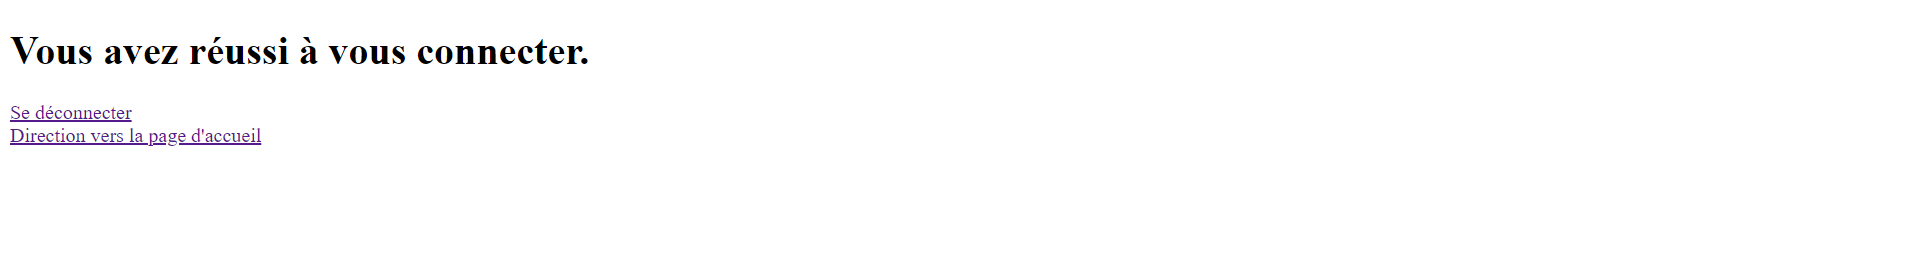 Vous avez réussi à vous connecter.
Se déconnecter
Direction vers la page d'accueil